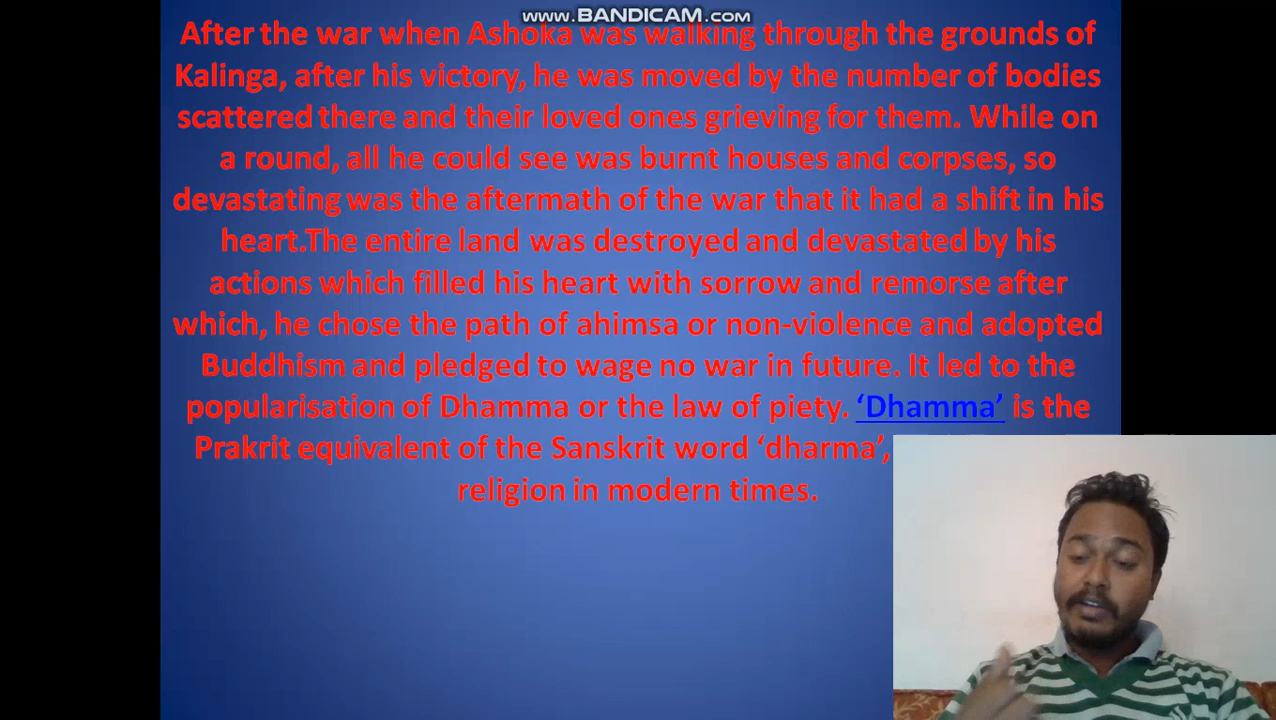 www.BANDICAM.com
After the war when Ashoka was walking through the grounds of
Kalinga, after his victory, he was moved by the number of bodies
scattered there and their loved ones grieving for them. While on
a round, all he could see was burnt houses and corpses, so
devastating was the aftermath of the war that it had a shift in his
heart.The entire land was destroyed and devastated by his
actions which filled his heart with sorrow and remorse after
which, he chose the path of ahimsa or non-violence and adopted
Buddhism and pledged to wage no war in future. It led to the
popularisation of Dhamma or the law of piety. ‘Dhamma’ is the
Prakrit equivalent of the Sanskrit word ‘dharma’,
religion in modern times.